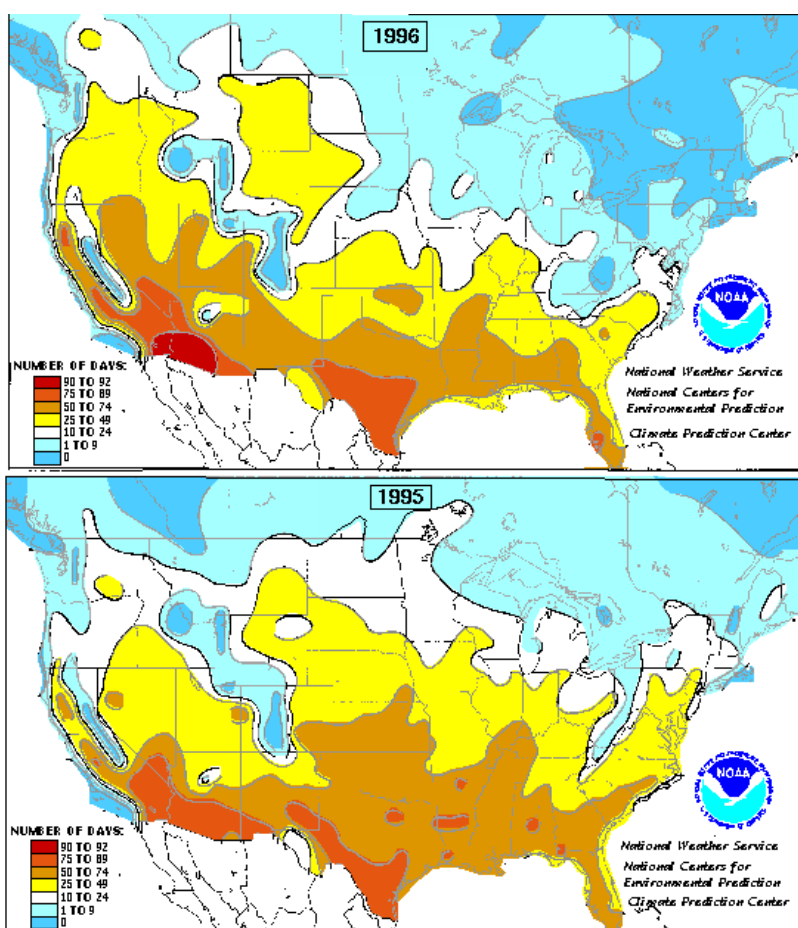 1996
NOAA
National Weather Service
National Centers for
Environmental Prediction
Climate Prediction Center
NUMBER OF DAYS:
90 TO 92
75 TO 89
50 TO 74
25 TO 49
10 TO 24
1 TO 9
0
1995
NOAA
National Weather Service
National Centers for
Environmental Prediction
Climate Prediction Center
NUMBER OF DAYS:
90 TO 92
75 TO 89
50 TO 74
25 TO 49
10 TO 24
1 TO 9
0